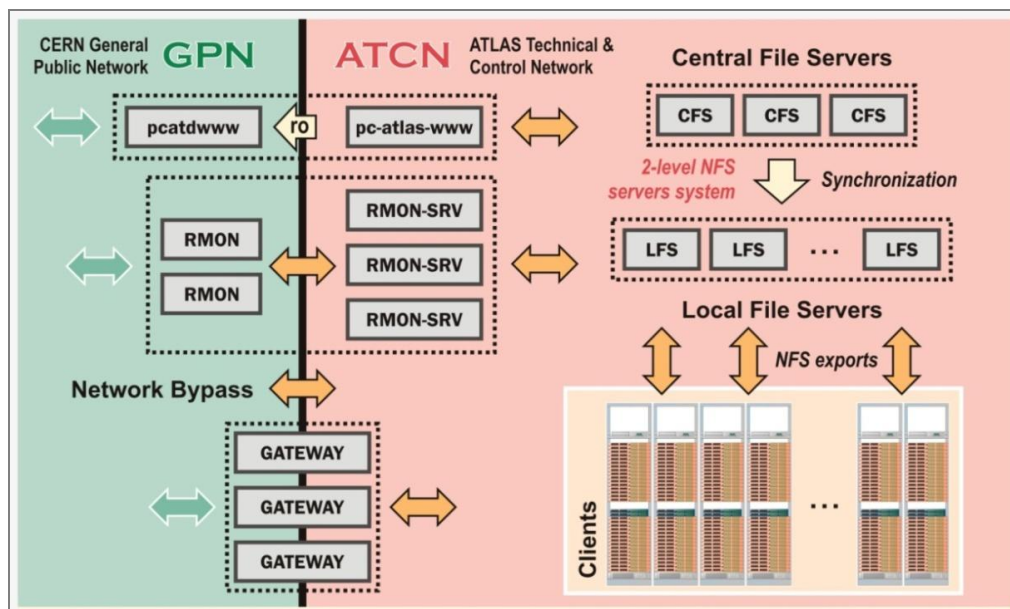 CERN General
Public Network
GPN
ATCN
ATLAS Technical &
Control Network
pcatdwww
ro
pc-atlas-www
RMON
RMON
RMON-SRV
RMON-SRV
RMON-SRV
Network Bypass
GATEWAY
GATEWAY
GATEWAY
Central File Servers
CFS
CFS
CFS
2-level NFS
servers system
Synchronization
LFS
LFS
...
LFS
Local File Servers
NFS exports
Clients
...